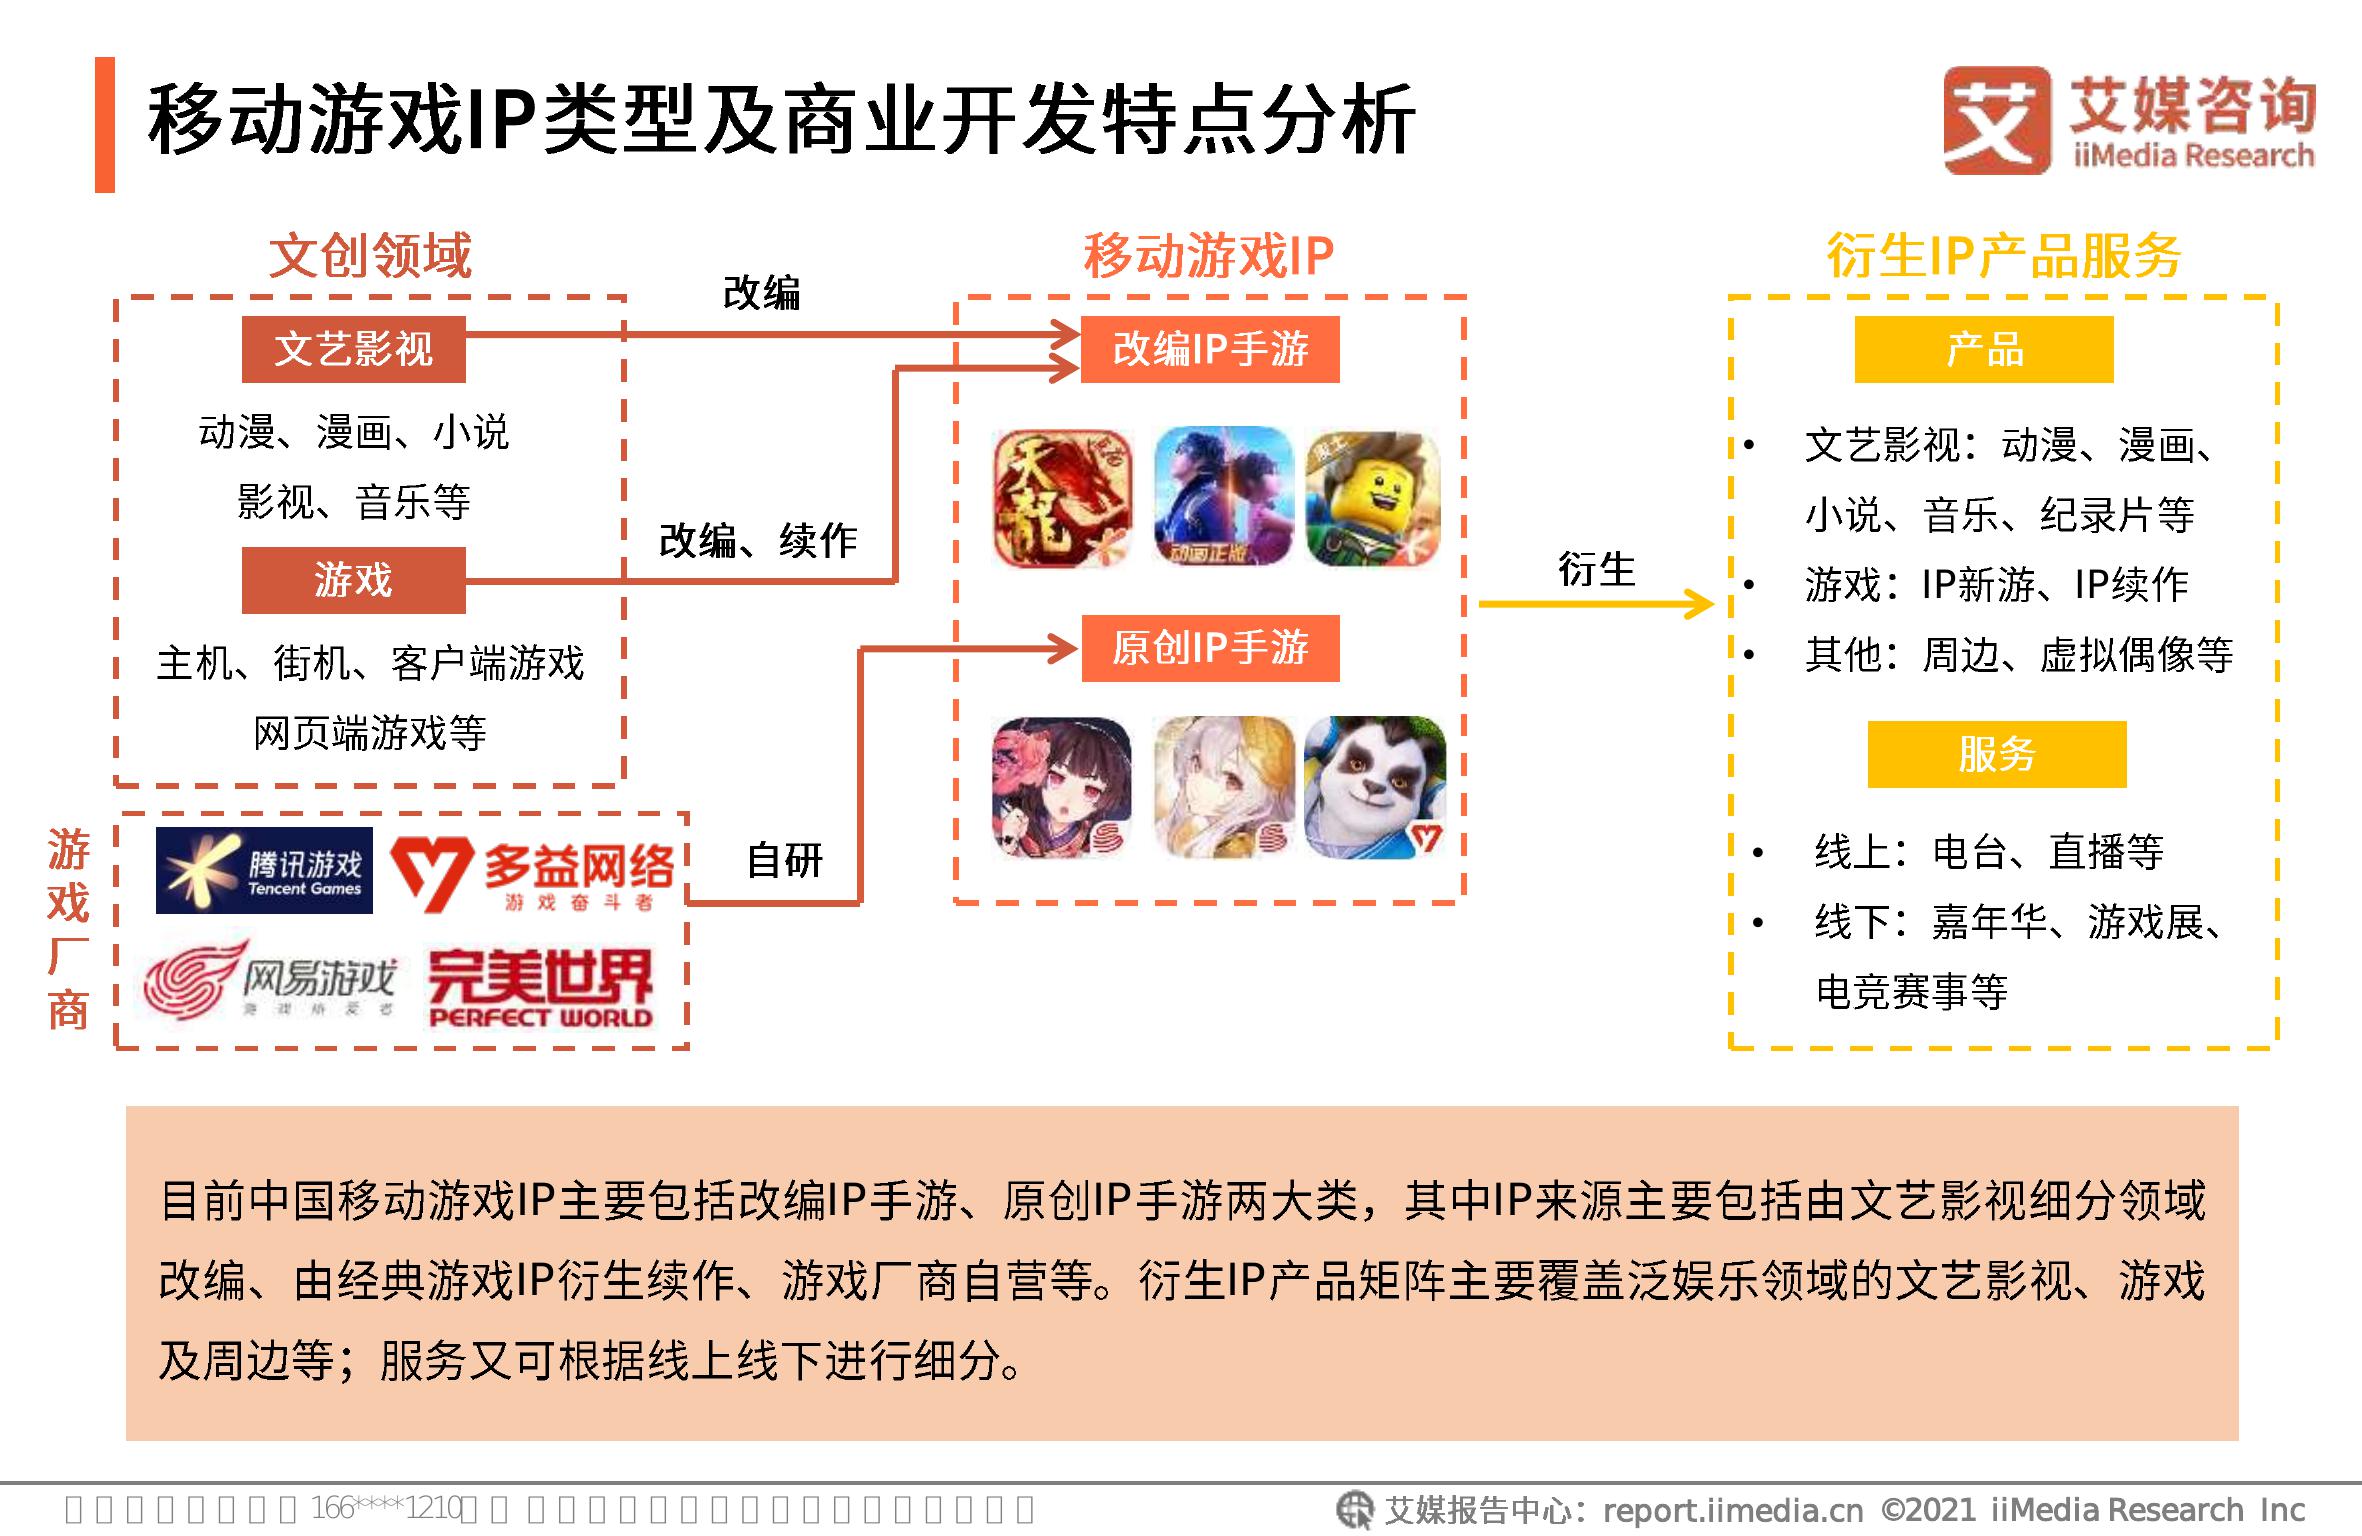 移动游戏IP类型及商业开发特点分析
艾媒咨询
iiMedia Research
文创领域
文艺影视
动漫、漫画、小说
影视、音乐等
游戏
主机、街机、客户端游戏
网页端游戏等
游戏厂商
腾讯游戏
Tencent Games
多益网络
游戏奋斗者
网易游戏
游戏热爱者
完美世界
PERFECT WORLD
改编
改编、续作
自研
移动游戏IP
改编IP手游
天龍
动画正版
原创IP手游
衍生
衍生IP产品服务
产品
• 文艺影视：动漫、漫画、
小说、音乐、纪录片等
• 游戏：IP新游、IP续作
• 其他：周边、虚拟偶像等
服务
• 线上：电台、直播等
• 线下：嘉年华、游戏展、
电竞赛事等
目前中国移动游戏IP主要包括改编IP手游、原创IP手游两大类，其中IP来源主要包括由文艺影视细分领域
改编、由经典游戏IP衍生续作、游戏厂商自营等。衍生IP产品矩阵主要覆盖泛娱乐领域的文艺影视、游戏
及周边等；服务又可根据线上线下进行细分。
166****1210
艾媒报告中心：report.iimedia.cn ©2021 iiMedia Research Inc